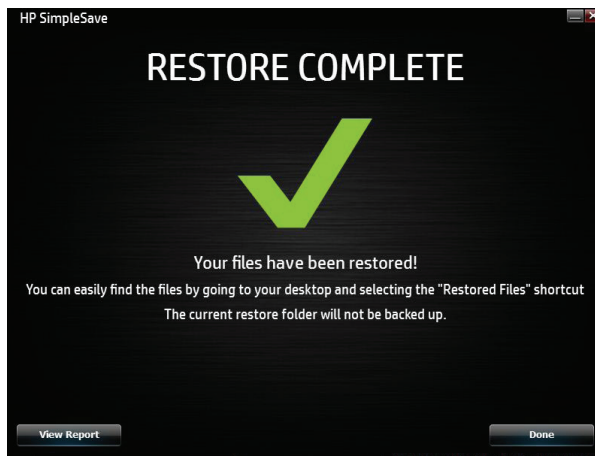 HP SimpleSave
RESTORE COMPLETE
Your files have been restored!
You can easily find the files by going to your desktop and selecting the "Restored Files" shortcut
The current restore folder will not be backed up.
View Report
Done